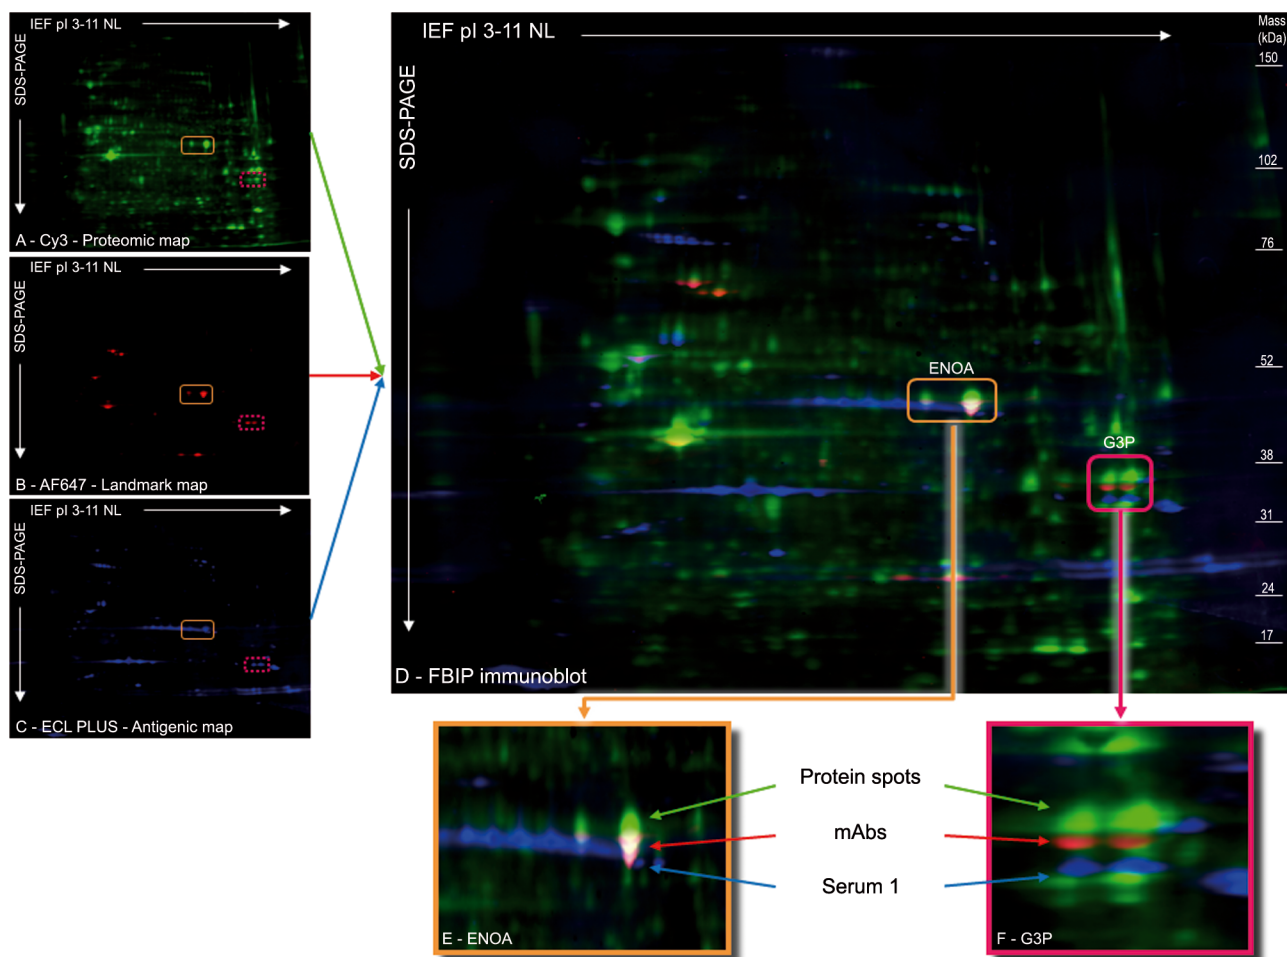 IEF pI 3-11 NL
SDS-PAGE
A - Cy3 - Proteomic map
IEF pI 3-11 NL
SDS-PAGE
B - AF647 - Landmark map
IEF pI 3-11 NL
SDS-PAGE
C - ECL PLUS - Antigenic map
IEF pI 3-11 NL
SDS-PAGE
Mass
(kDa)
150
102
76
52
ENOA
G3P
38
31
24
17
D - FBIP immunoblot
Protein spots
mAbs
Serum 1
E - ENOA
F - G3P